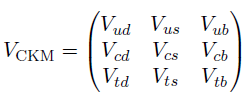 V_CKM = ( V_ud V_us V_ub
V_cd V_cs V_cb
V_td V_ts V_tb )